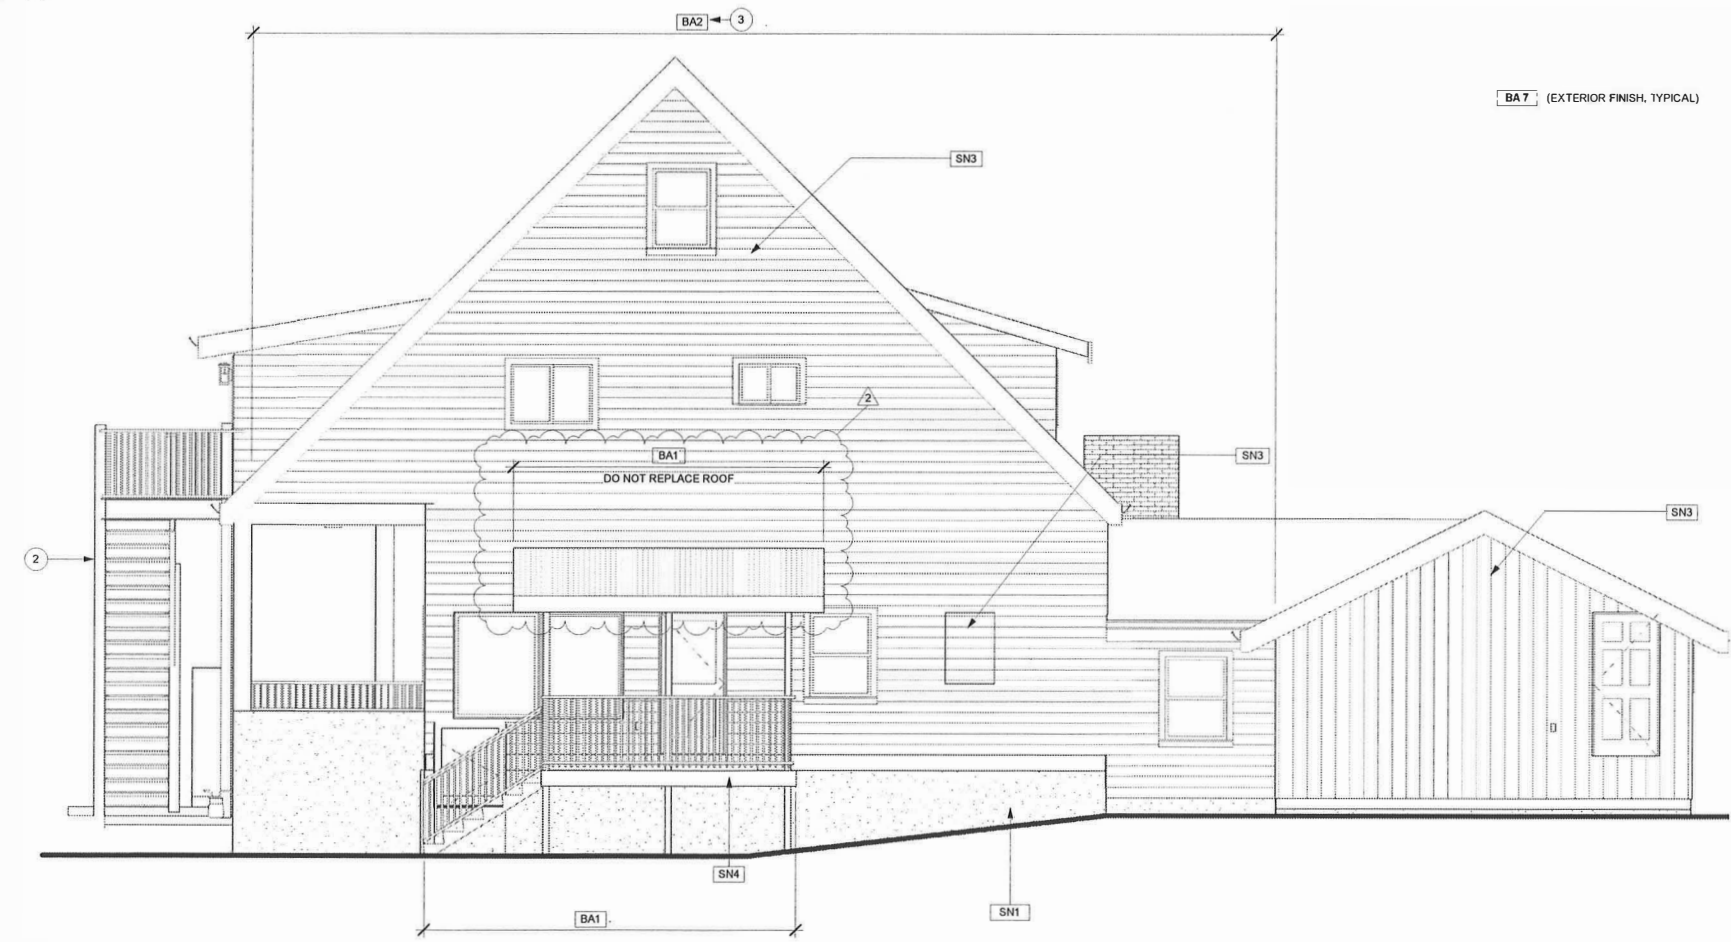 BA2 3
BA 7 (EXTERIOR FINISH, TYPICAL)
SN3
2
BA1
DO NOT REPLACE ROOF
SN3
SN3
2
SN4
SN1
BA1